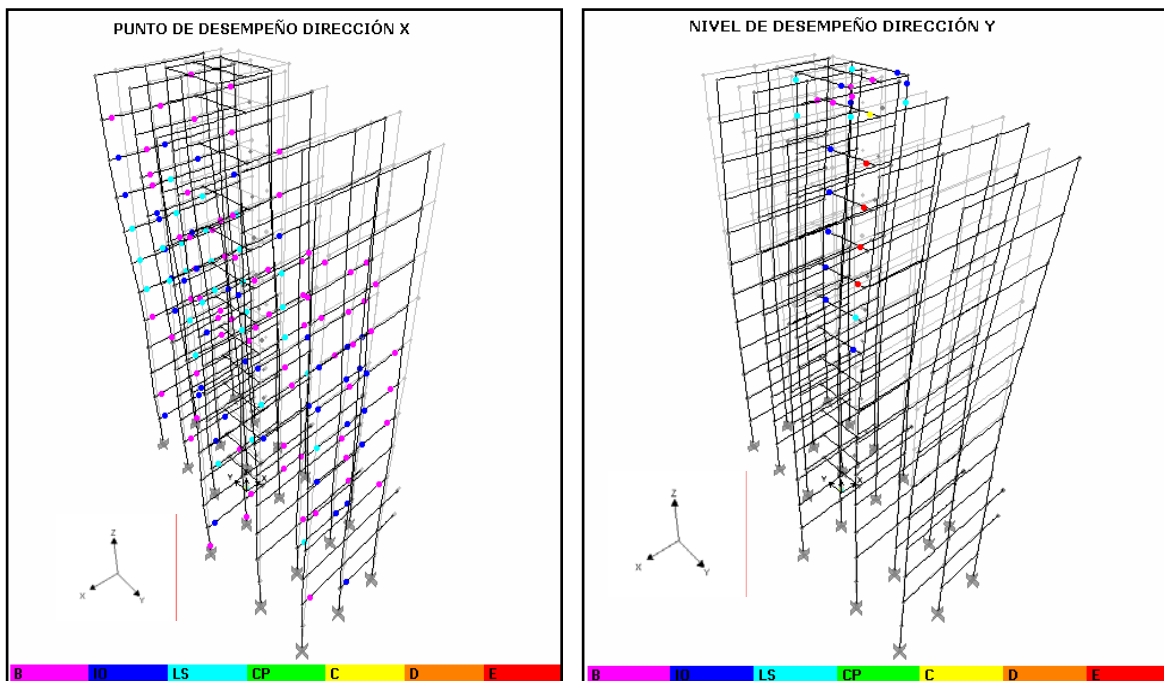 PUNTO DE DESEMPEÑO DIRECCIÓN X
Y X
Z
X Y
B IO LS CP C D E
NIVEL DE DESEMPEÑO DIRECCIÓN Y
Y X
Z
X Y
B IO LS CP C D E